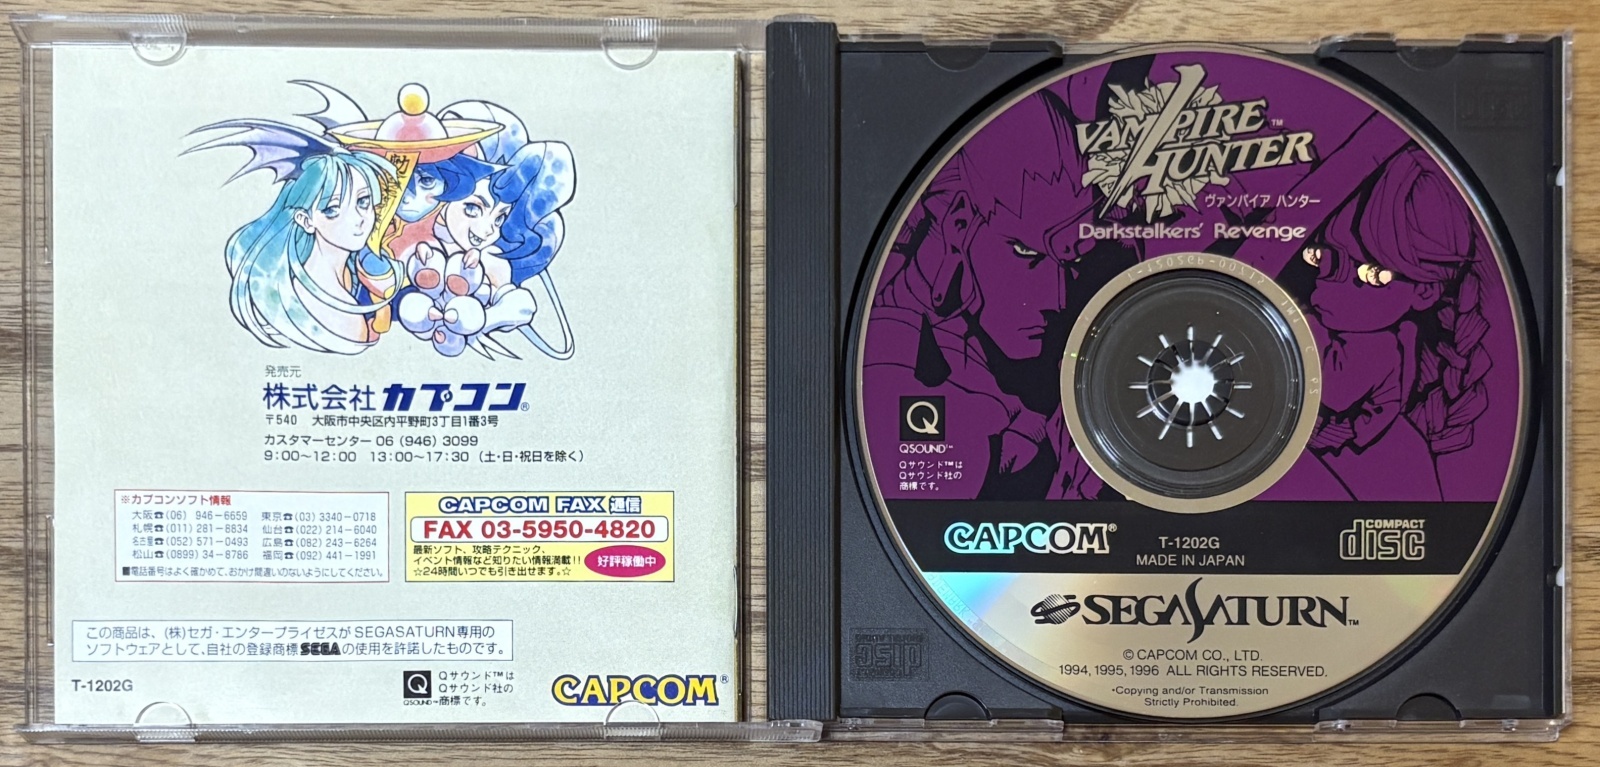 発売元
株式会社カプコン®
〒540 大阪市中央区内平野町3丁目1番3号
カスタマーセンター 06 (946) 3099
9:00～12:00 13:00～17:30 (土・日・祝日を除く)
※カプコンソフト情報
大阪☎(06) 946-6659 東京☎(03) 3340-0718
札幌☎(011) 281-8834 仙台☎(022) 214-6040
名古屋☎(052) 571-0493 広島☎(082) 243-6264
松山☎(0899) 34-8786 福岡☎(092) 441-1991
■電話番号はよく確かめて、おかけ間違いのないようにしてください。
CAPCOM FAX 通信
FAX 03-5950-4820
最新ソフト、攻略テクニック、
イベント情報など知りたい情報満載!!
☆24時間いつでも引き出せます。☆
好評稼働中
この商品は、(株)セガ・エンタープライゼスがSEGASATURN専用の
ソフトウェアとして、自社の登録商標SEGAの使用を許諾したものです。
T-1202G
Q
QSOUND™
Qサウンド™は
Qサウンド社の
商標です。
CAPCOM®
VAMPIRE™
HUNTER
ヴァンパイア ハンター
Darkstalkers' Revenge
Q
QSOUND™
Qサウンド™は
Qサウンド社の
商標です。
CAPCOM®
T-1202G
MADE IN JAPAN
COMPACT
disc
SEGASATURN™
© CAPCOM CO., LTD.
1994, 1995, 1996 ALL RIGHTS RESERVED.
•Copying and/or Transmission
Strictly Prohibited.